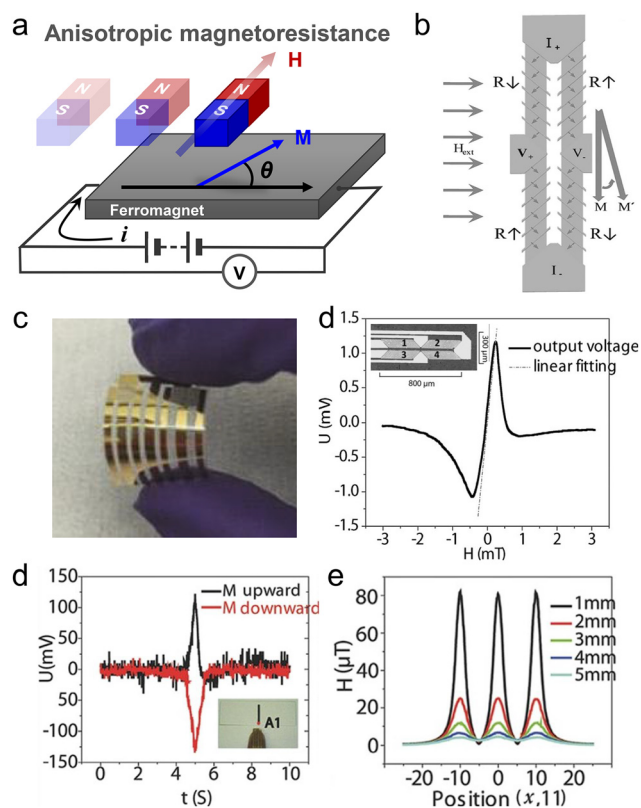 a
Anisotropic magnetoresistance
H
N
S
N
S
N
S
M
θ
Ferromagnet
i
V
b
I+
R↓
R↑
Hext
V+
V-
M
M´
R↑
R↓
I-
c
d
1 2
3 4
300 μm
800 μm
output voltage
linear fitting
U (mV)
1.5
1.0
0.5
0.0
-0.5
-1.0
-1.5
-3 -2 -1 0 1 2 3
H (mT)
d
M upward
M downward
U(mV)
150
100
50
0
-50
-100
-150
A1
0 2 4 6 8 10
t (S)
e
1mm
2mm
3mm
4mm
5mm
H (μT)
80
60
40
20
0
-20 -10 0 10 20
Position (x,11)